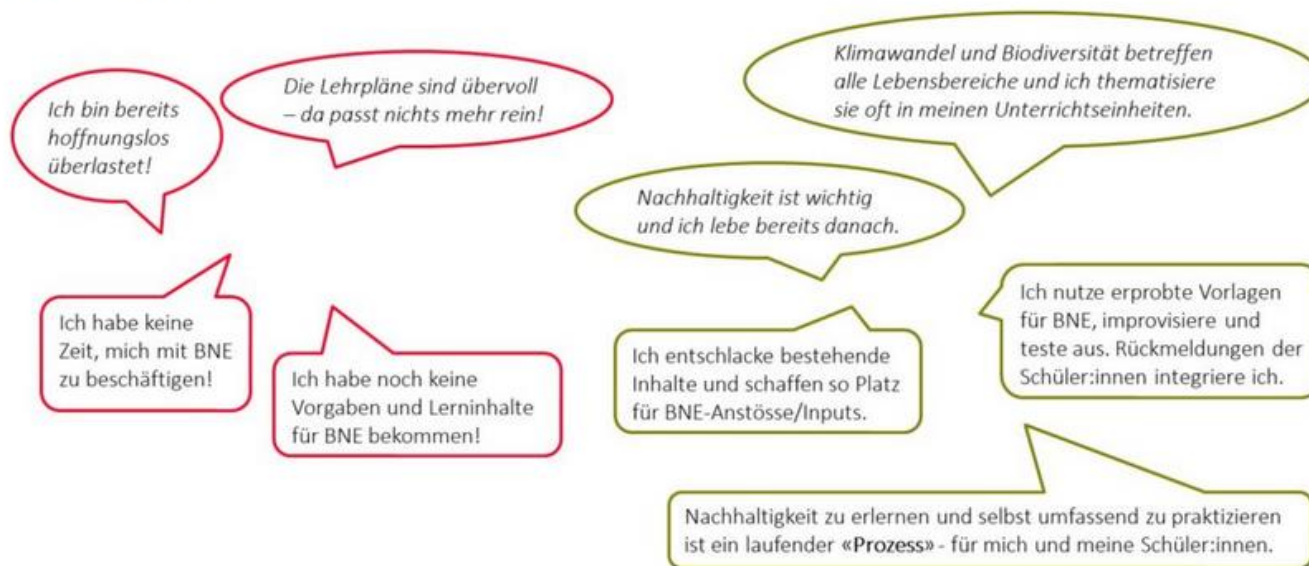 Ich bin bereits
hoffnungslos
überlastet!
Die Lehrpläne sind übervoll
– da passt nichts mehr rein!
Klimawandel und Biodiversität betreffen
alle Lebensbereiche und ich thematisiere
sie oft in meinen Unterrichtseinheiten.
Nachhaltigkeit ist wichtig
und ich lebe bereits danach.
Ich habe keine
Zeit, mich mit BNE
zu beschäftigen!
Ich habe noch keine
Vorgaben und Lerninhalte
für BNE bekommen!
Ich entschlacke bestehende
Inhalte und schaffen so Platz
für BNE-Anstösse/Inputs.
Ich nutze erprobte Vorlagen
für BNE, improvisiere und
teste aus. Rückmeldungen der
Schüler:innen integriere ich.
Nachhaltigkeit zu erlernen und selbst umfassend zu praktizieren
ist ein laufender «Prozess» - für mich und meine Schüler:innen.